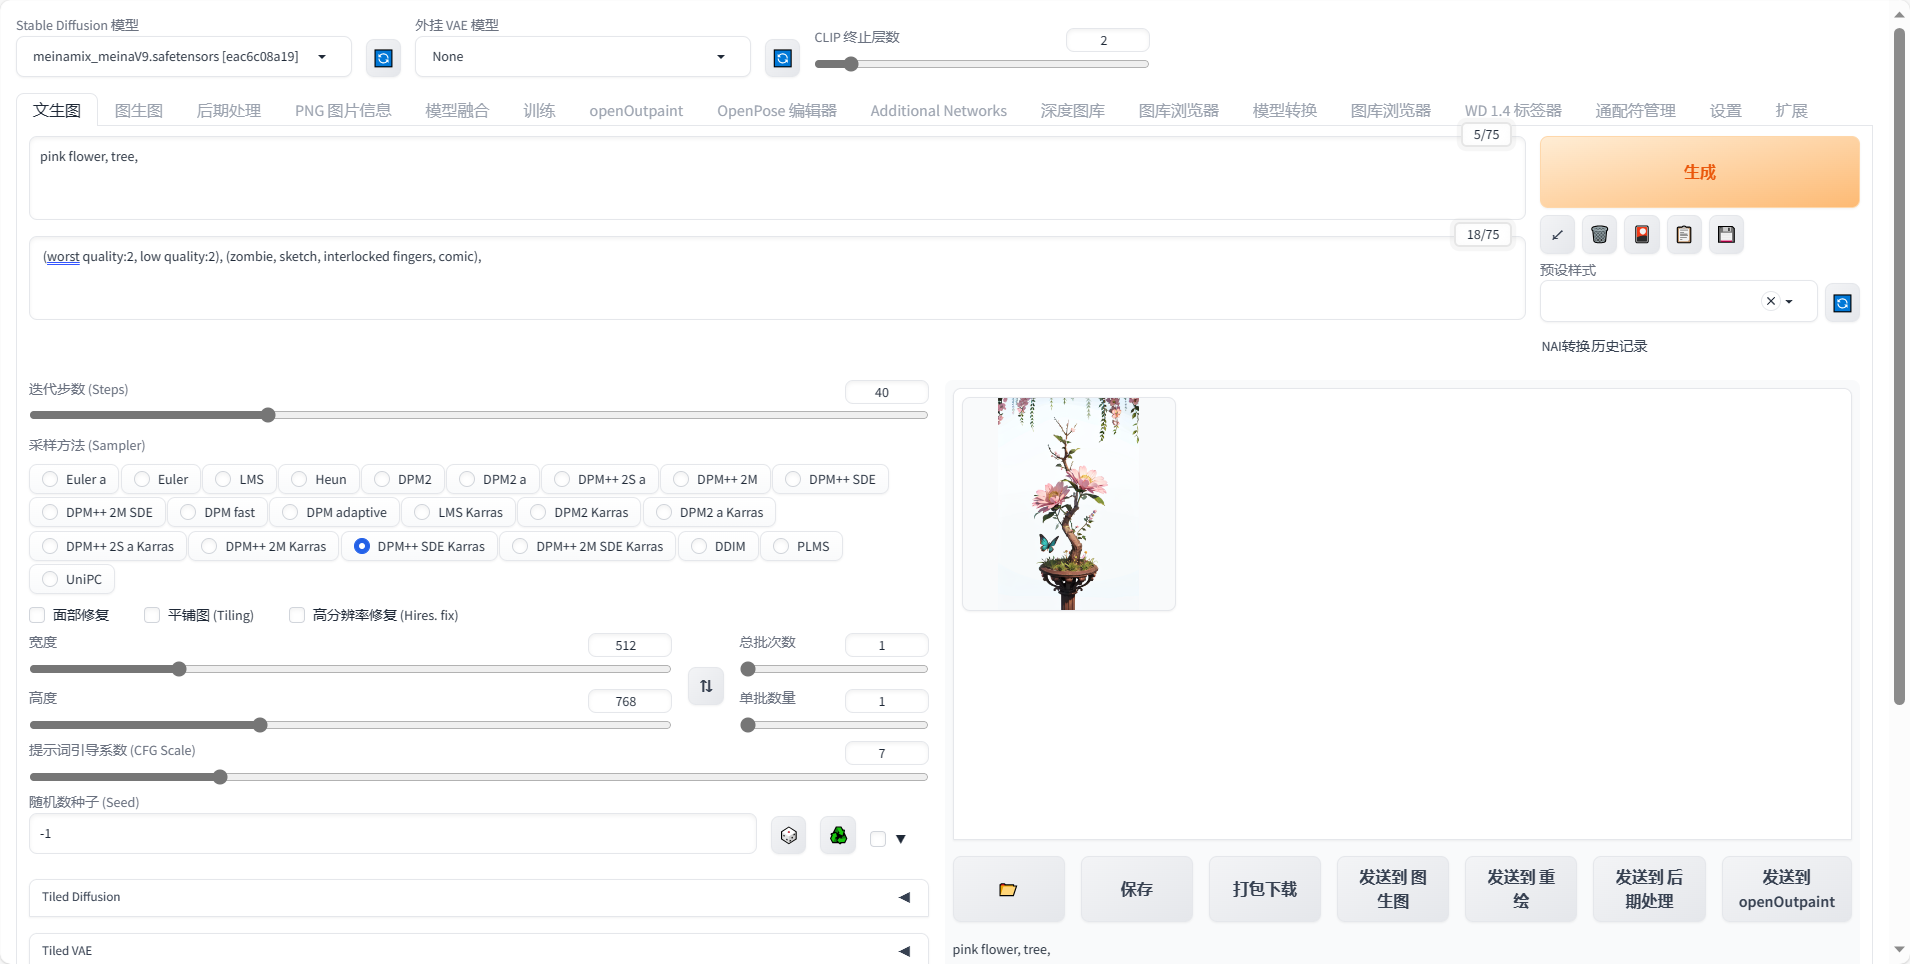 Stable Diffusion 模型
外挂 VAE 模型
CLIP 终止层数
2
meinamix_meinaV9.safetensors [eac6c08a19]
None
文生图 图生图 后期处理 PNG 图片信息 模型融合 训练 openOutpaint OpenPose 编辑器 Additional Networks 深度图库 图库浏览器 模型转换 图库浏览器 WD 1.4 标签器 通配符管理 设置 扩展
5/75
pink flower, tree,
生成
18/75
(worst quality:2, low quality:2), (zombie, sketch, interlocked fingers, comic),
预设样式
NAI转换历史记录
迭代步数 (Steps)
40
采样方法 (Sampler)
Euler a Euler LMS Heun DPM2 DPM2 a DPM++ 2S a DPM++ 2M DPM++ SDE
DPM++ 2M SDE DPM fast DPM adaptive LMS Karras DPM2 Karras DPM2 a Karras
DPM++ 2S a Karras DPM++ 2M Karras DPM++ SDE Karras DPM++ 2M SDE Karras DDIM PLMS
UniPC
面部修复 平铺图 (Tiling) 高分辨率修复 (Hires. fix)
宽度
512
总批次数
1
高度
768
单批数量
1
提示词引导系数 (CFG Scale)
7
随机数种子 (Seed)
-1
Tiled Diffusion
Tiled VAE
保存
打包下载
发送到 图
生图
发送到 重
绘
发送到 后
期处理
发送到
openOutpaint
pink flower, tree,